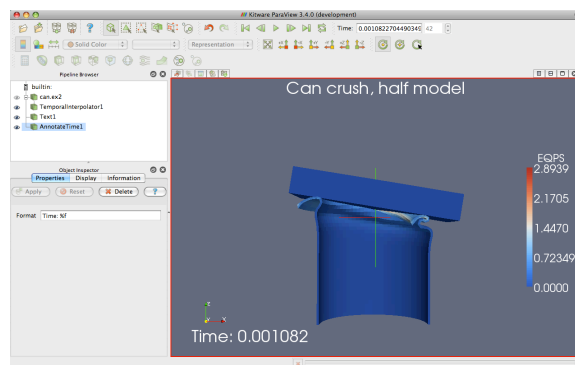 Kitware ParaView 3.4.0 (development)
Time: 0.0010822704490349 42
Solid Color
Representation
Pipeline Browser
builtin:
can.ex2
TemporalInterpolator1
Text1
AnnotateTime1
Object Inspector
Properties Display Information
Apply Reset Delete ?
Format Time: %f
Can crush, half model
EQPS
2.8939
2.1705
1.4470
0.72349
0.0000
Time: 0.001082